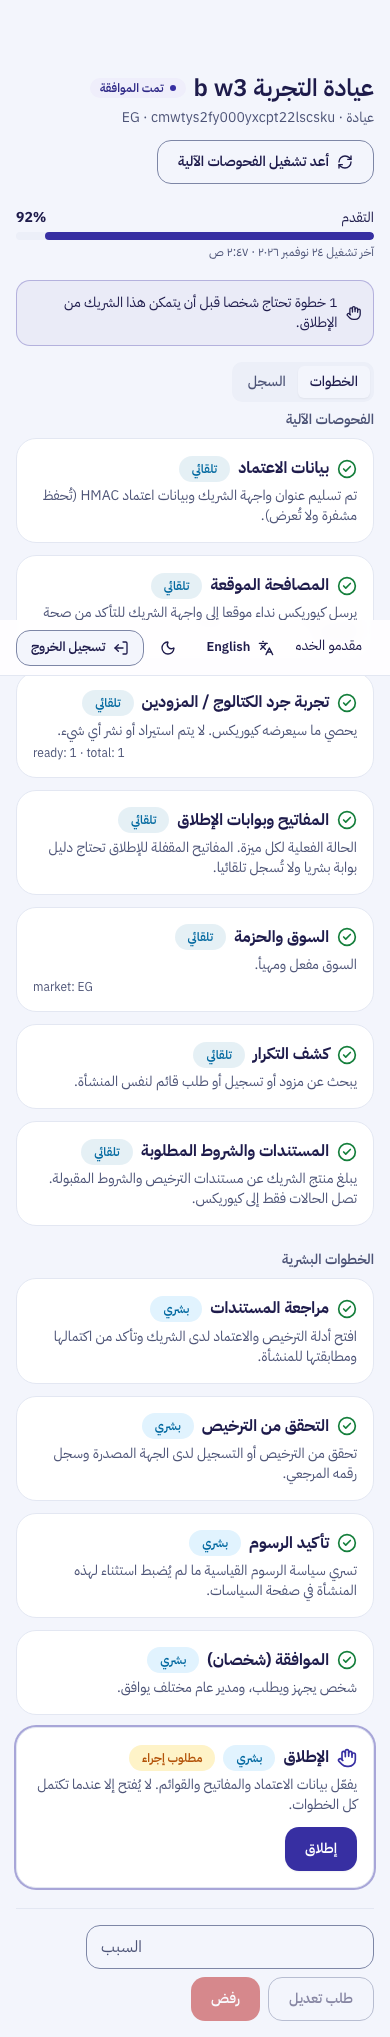 عيادة التجربة b w3
تمت الموافقة
عيادة · EG · cmwtys2fy000yxcpt22lscsku
أعد تشغيل الفحوصات الآلية
التقدم
92%
آخر تشغيل ٢٤ نوفمبر ٢٠٢٦ · ٢:٤٧ ص
1 خطوة تحتاج شخصا قبل أن يتمكن هذا الشريك من
الإطلاق.
الخطوات
السجل
الفحوصات الآلية
بيانات الاعتماد
تلقائي
تم تسليم عنوان واجهة الشريك وبيانات اعتماد HMAC (تُحفظ
مشفرة ولا تُعرض).
المصافحة الموقعة
تلقائي
يرسل كيوريكس نداء موقعا إلى واجهة الشريك للتأكد من صحة
مقدمو الخدمه
English
تسجيل الخروج
تجربة جرد الكتالوج / المزودين
تلقائي
يحصي ما سيعرضه كيوريكس. لا يتم استيراد أو نشر أي شيء.
ready: 1 · total: 1
المفاتيح وبوابات الإطلاق
تلقائي
الحالة الفعلية لكل ميزة. المفاتيح المقفلة للإطلاق تحتاج دليل
بوابة بشريا ولا تُسجل تلقائيا.
السوق والحزمة
تلقائي
السوق مفعل ومهيأ.
market: EG
كشف التكرار
تلقائي
يبحث عن مزود أو تسجيل أو طلب قائم لنفس المنشأة.
المستندات والشروط المطلوبة
تلقائي
يبلغ منتج الشريك عن مستندات الترخيص والشروط المقبولة.
تصل الحالات فقط إلى كيوريكس.
الخطوات البشرية
مراجعة المستندات
بشري
افتح أدلة الترخيص والاعتماد لدى الشريك وتأكد من اكتمالها
ومطابقتها للمنشأة.
التحقق من الترخيص
بشري
تحقق من الترخيص أو التسجيل لدى الجهة المصدرة وسجل
رقمه المرجعي.
تأكيد الرسوم
بشري
تسري سياسة الرسوم القياسية ما لم يُضبط استثناء لهذه
المنشأة في صفحة السياسات.
الموافقة (شخصان)
بشري
شخص يجهز ويطلب، ومدير عام مختلف يوافق.
الإطلاق
بشري
مطلوب إجراء
يفعّل بيانات الاعتماد والمفاتيح والقوائم. لا يُفتح إلا عندما تكتمل
كل الخطوات.
إطلاق
السبب
طلب تعديل
رفض